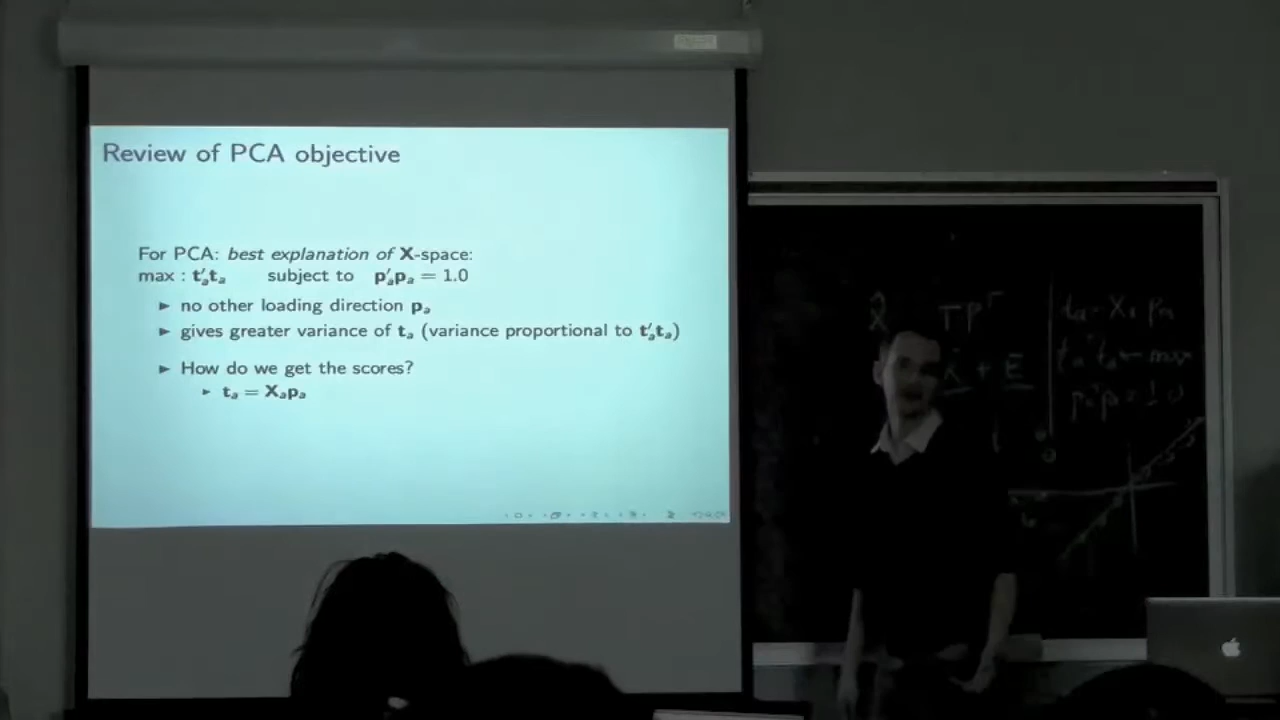 Review of PCA objective
For PCA: best explanation of X-space:
max : t′ₐtₐ subject to p′ₐpₐ = 1.0
► no other loading direction pₐ
► gives greater variance of tₐ (variance proportional to t′ₐtₐ)
► How do we get the scores?
► tₐ = Xₐpₐ
X̂ TPᵀ
X̂ + E